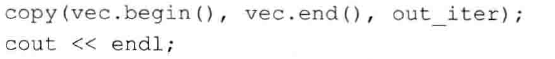 copy(vec.begin(), vec.end(), out_iter);
cout << endl;